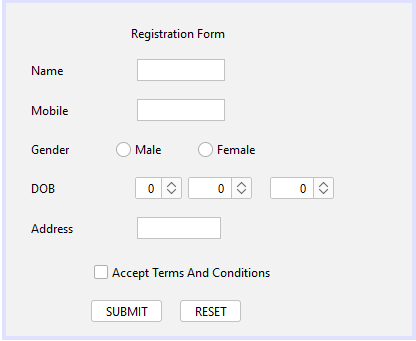 Registration Form
Name
Mobile
Gender Male Female
DOB 0 0 0
Address
Accept Terms And Conditions
SUBMIT RESET